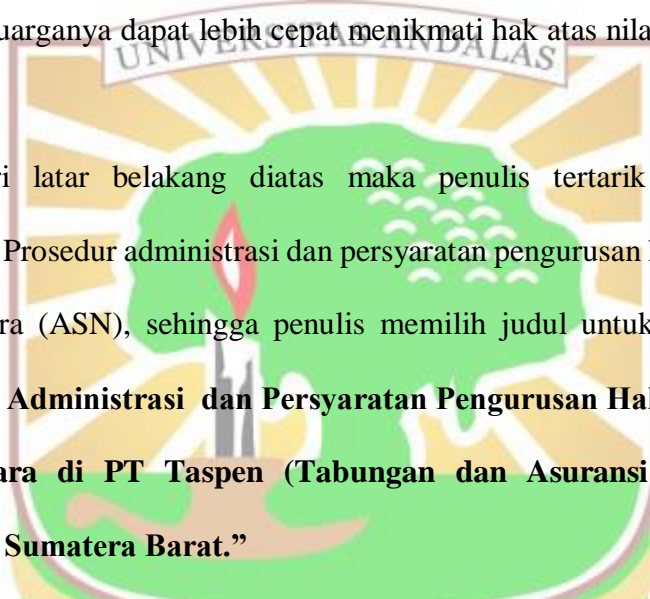 uarganya dapat lebih cepat menikmati hak atas nila
UNIVERSITAS ANDALAS
ri latar belakang diatas maka penulis tertarik
Prosedur administrasi dan persyaratan pengurusan
ra (ASN), sehingga penulis memilih judul untuk
Administrasi dan Persyaratan Pengurusan Hal
ara di PT Taspen (Tabungan dan Asuransi
Sumatera Barat.”